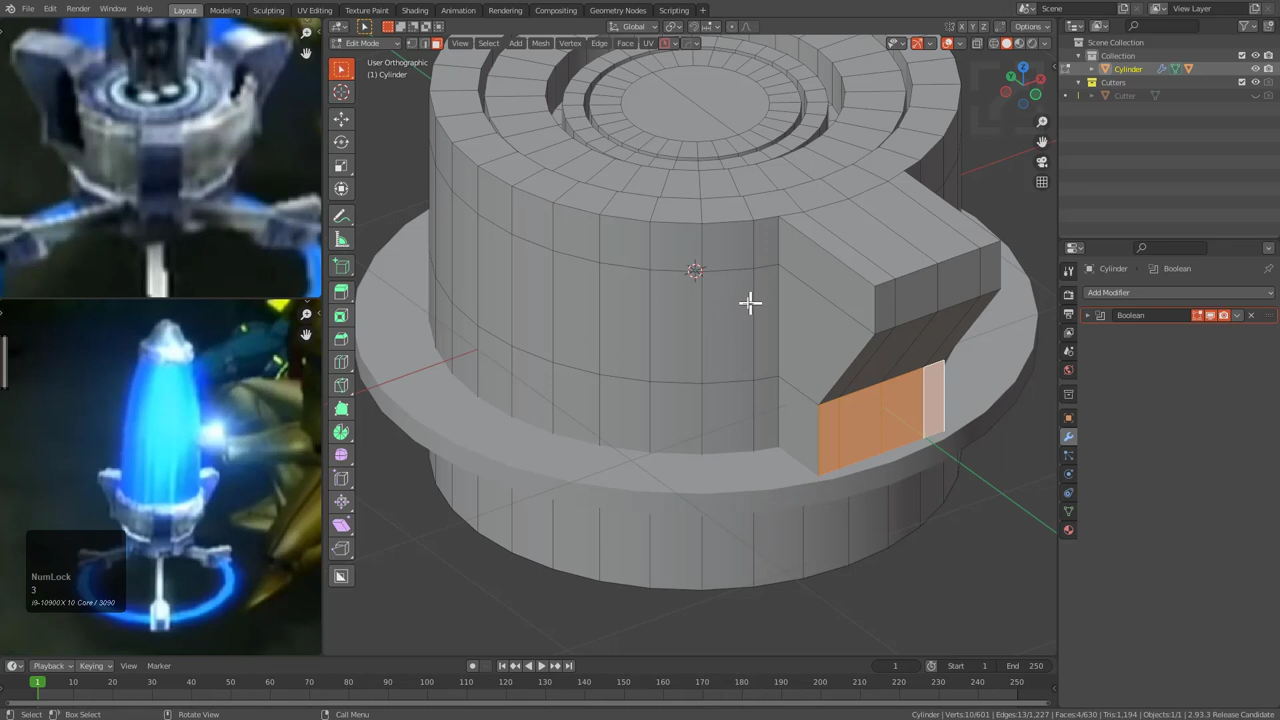 File Edit Render Window Help Layout Modeling Sculpting UV Editing Texture Paint Shading Animation Rendering Compositing Geometry Nodes Scripting + Scene View Layer
Global Options
Edit Mode View Select Add Mesh Vertex Edge Face UV
User Orthographic
(1) Cylinder
Z
X
Scene Collection
Collection
Cylinder
Cutters
Cutter
Cylinder Boolean
Add Modifier
Boolean
NumLock
3
i9-10900X 10 Core / 3090
Playback Keying View Marker 1 Start 1 End 250
1 10 20 30 40 50 60 70 80 90 100 110 120 130 140 150 160 170 180 190 200 210 220 230 240 250
Select Box Select Rotate View Call Menu Cylinder | Verts:10/601 | Edges:13/1,227 | Faces:4/630 | Tris:1,194 | Objects:1/1 | 2.93.3 Release Candidate